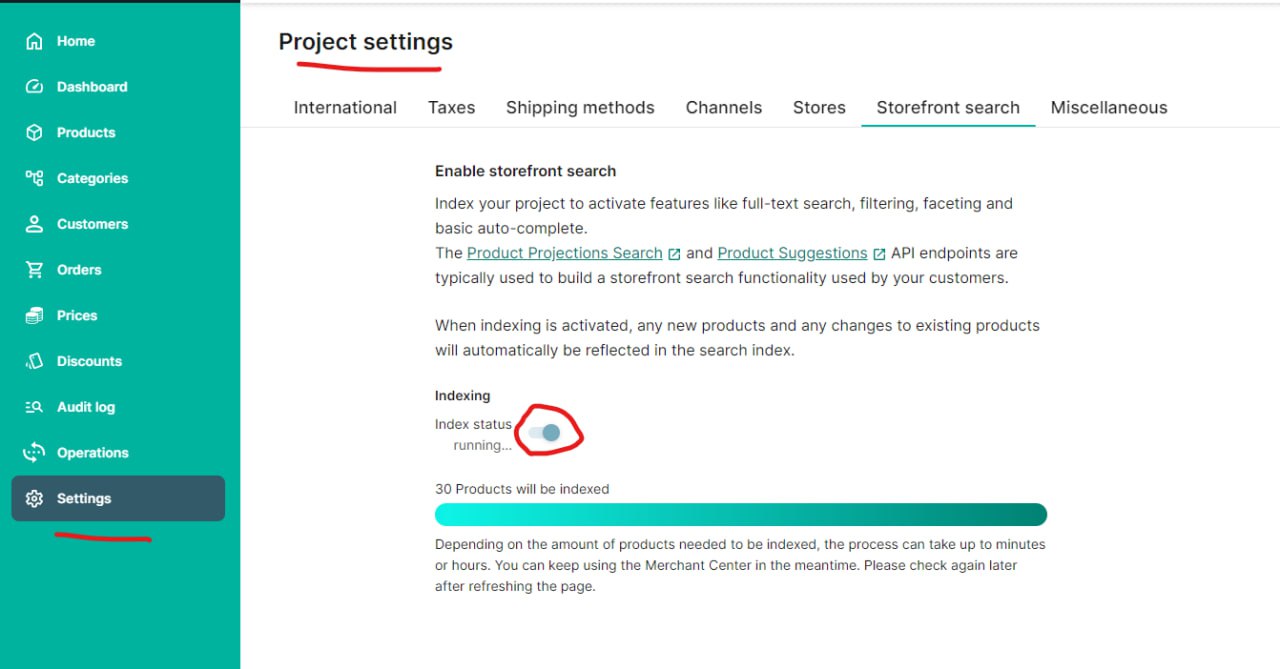 Home
Dashboard
Products
Categories
Customers
Orders
Prices
Discounts
Audit log
Operations
Settings
Project settings
International Taxes Shipping methods Channels Stores Storefront search Miscellaneous
Enable storefront search
Index your project to activate features like full-text search, filtering, faceting and
basic auto-complete.
The Product Projections Search and Product Suggestions API endpoints are
typically used to build a storefront search functionality used by your customers.
When indexing is activated, any new products and any changes to existing products
will automatically be reflected in the search index.
Indexing
Index status
running...
30 Products will be indexed
Depending on the amount of products needed to be indexed, the process can take up to minutes
or hours. You can keep using the Merchant Center in the meantime. Please check again later
after refreshing the page.